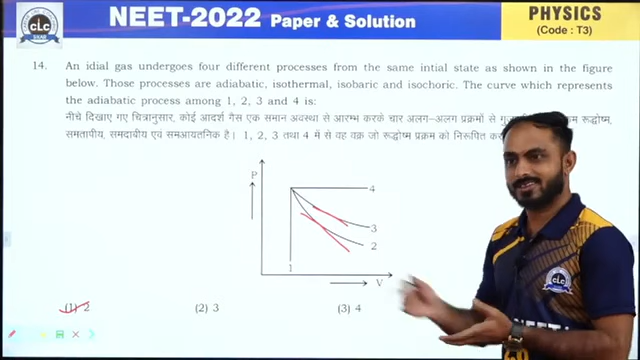 NEET-2022 Paper & Solution
PHYSICS
(Code : T3)
CLC
SIKAR
14. An idial gas undergoes four different processes from the same intial state as shown in the figure
below. Those processes are adiabatic, isothermal, isobaric and isochoric. The curve which represents
the adiabatic process among 1, 2, 3 and 4 is:
नीचे दिखाए गए चित्रानुसार, कोई आदर्श गैस एक समान अवस्था से आरम्भ करके चार अलग-अलग प्रक्रमों से रूद्धोष्म,
समतापीय, समदाबीय एवं समआयतनिक है। 1, 2, 3 तथा 4 में से वह वक्र जो रूद्धोष्म प्रक्रम को निरूपित
P
4
3
2
1
V
(1) 2
(2) 3
(3) 4
CLC